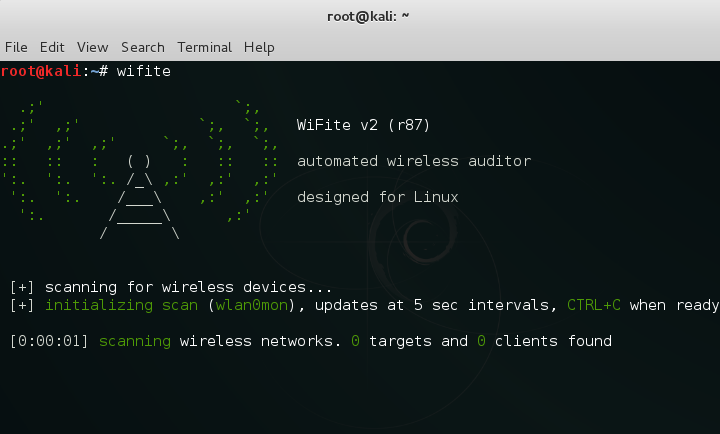 root@kali: ~
File Edit View Search Terminal Help
root@kali:~# wifite
WiFite v2 (r87)
automated wireless auditor
designed for Linux
[+] scanning for wireless devices...
[+] initializing scan (wlan0mon), updates at 5 sec intervals, CTRL+C when ready
[0:00:01] scanning wireless networks. 0 targets and 0 clients found